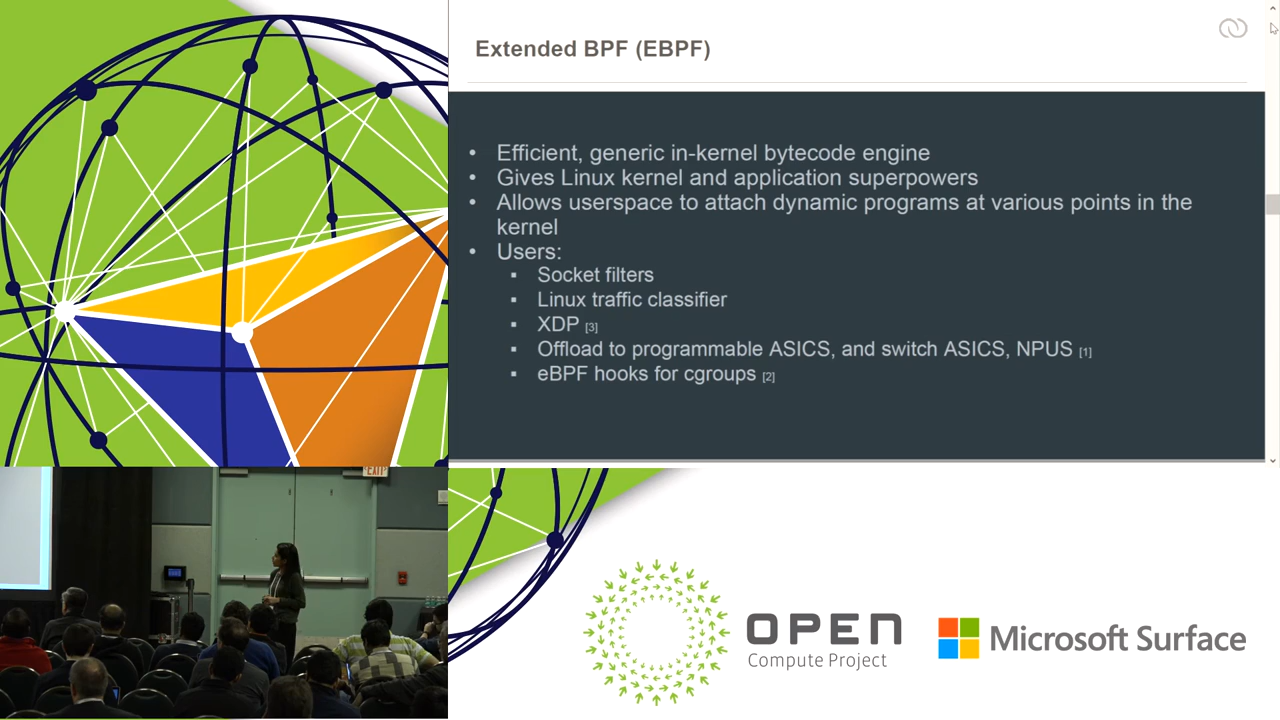 Extended BPF (EBPF)
• Efficient, generic in-kernel bytecode engine
• Gives Linux kernel and application superpowers
• Allows userspace to attach dynamic programs at various points in the
kernel
• Users:
▪ Socket filters
▪ Linux traffic classifier
▪ XDP [3]
▪ Offload to programmable ASICS, and switch ASICS, NPUS [1]
▪ eBPF hooks for cgroups [2]
EXIT
OPEN
Compute Project
Microsoft Surface